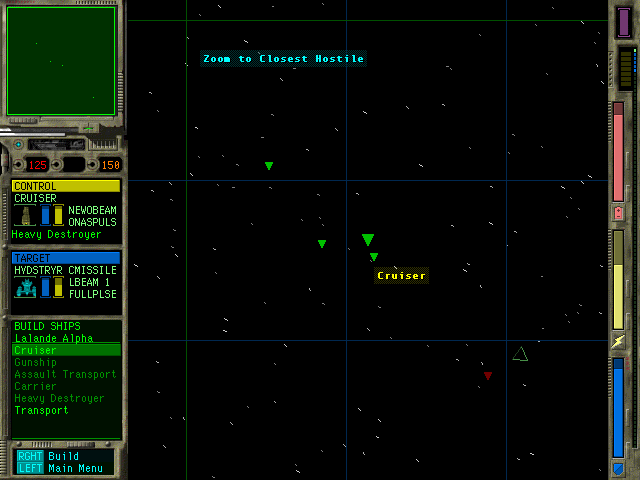 Zoom to Closest Hostile
125 150
CONTROL
CRUISER
NEWOBEAM
ONASPULS
Heavy Destroyer
TARGET
HYDSTRYR CMISSILE
LBEAM 1
FULLPLSE
Cruiser
BUILD SHIPS
Lalande Alpha
Cruiser
Gunship
Assault Transport
Carrier
Heavy Destroyer
Transport
RGHT Build
LEFT Main Menu